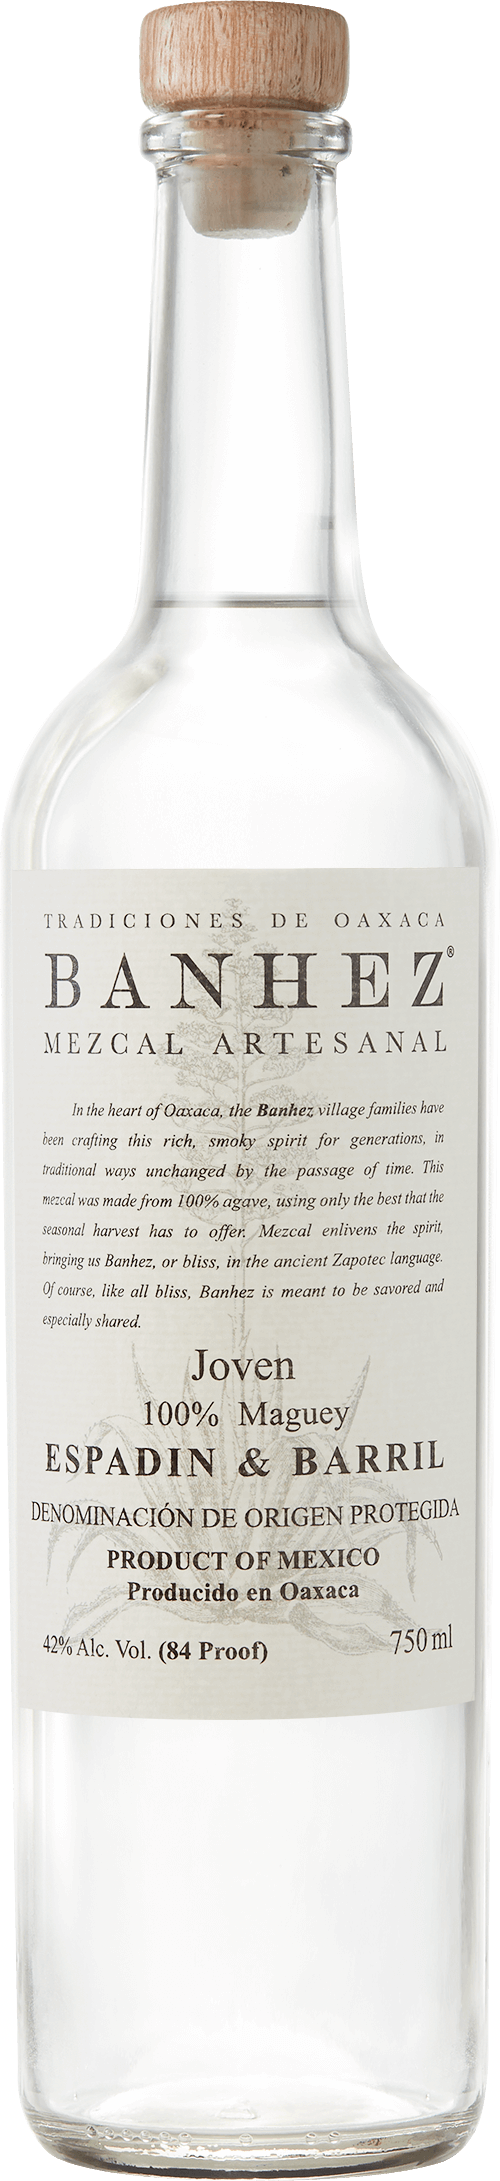 TRADICIONES DE OAXACA
BANHEZ®
MEZCAL ARTESANAL
In the heart of Oaxaca, the Banhez village families have
been crafting this rich, smoky spirit for generations, in
traditional ways unchanged by the passage of time. This
mezcal was made from 100% agave, using only the best that the
seasonal harvest has to offer. Mezcal enlivens the spirit,
bringing us Banhez, or bliss, in the ancient Zapotec language.
Of course, like all bliss, Banhez is meant to be savored and
especially shared.
Joven
100% Maguey
ESPADIN & BARRIL
DENOMINACIÓN DE ORIGEN PROTEGIDA
PRODUCT OF MEXICO
Producido en Oaxaca
42% Alc. Vol. (84 Proof) 750 ml